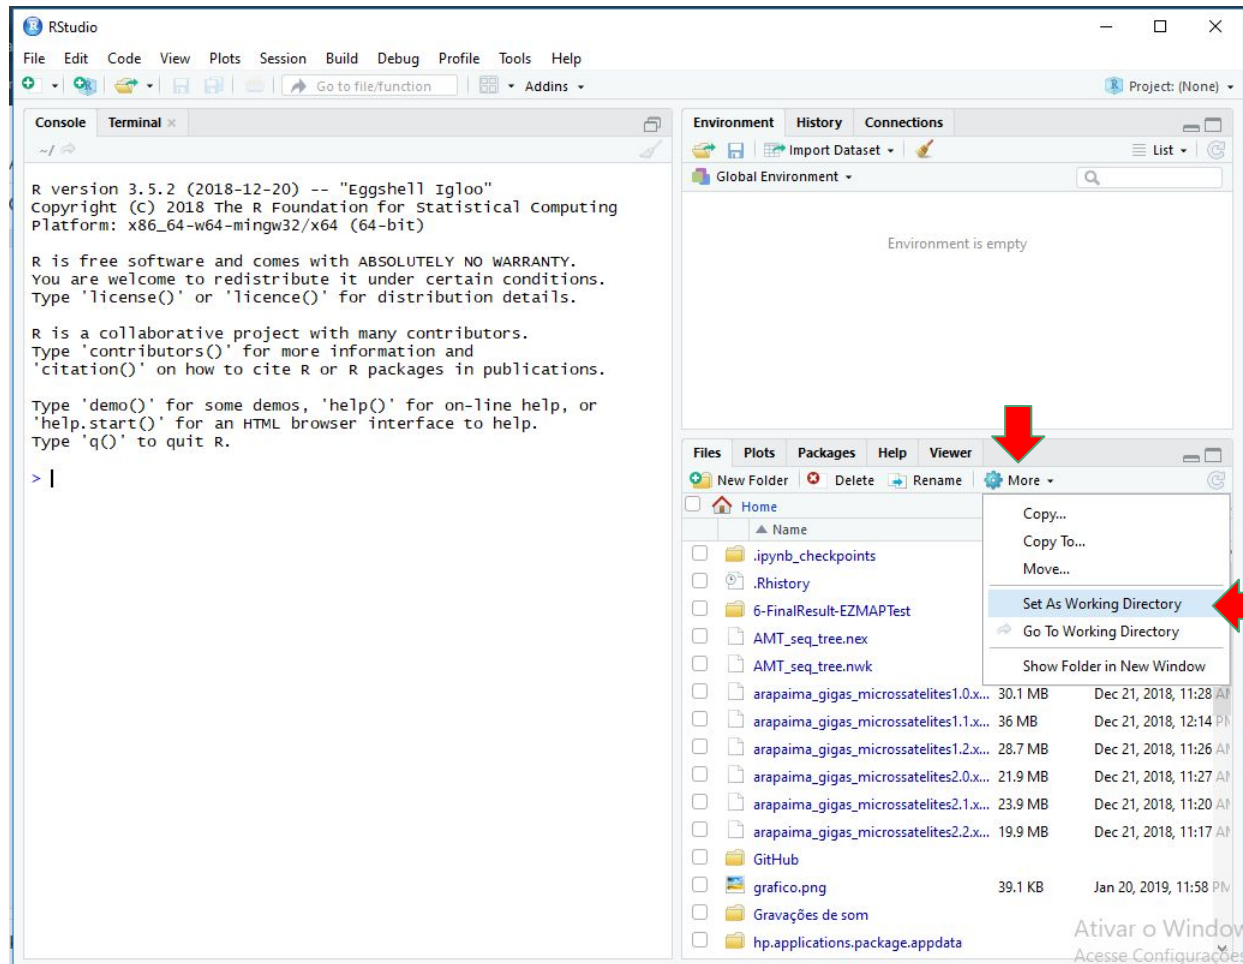 RStudio
File Edit Code View Plots Session Build Debug Profile Tools Help
Go to file/function Addins Project: (None)
Console Terminal
~/
R version 3.5.2 (2018-12-20) -- "Eggshell Igloo"
Copyright (C) 2018 The R Foundation for Statistical Computing
Platform: x86_64-w64-mingw32/x64 (64-bit)
R is free software and comes with ABSOLUTELY NO WARRANTY.
You are welcome to redistribute it under certain conditions.
Type 'license()' or 'licence()' for distribution details.
R is a collaborative project with many contributors.
Type 'contributors()' for more information and
'citation()' on how to cite R or R packages in publications.
Type 'demo()' for some demos, 'help()' for on-line help, or
'help.start()' for an HTML browser interface to help.
Type 'q()' to quit R.
>
Environment History Connections
Import Dataset List
Global Environment
Environment is empty
Files Plots Packages Help Viewer
New Folder Delete Rename More
Home
Name
Copy...
Copy To...
Move...
Set As Working Directory
Go To Working Directory
Show Folder in New Window
.ipynb_checkpoints
.Rhistory
6-FinalResult-EZMAPTest
AMT_seq_tree.nex
AMT_seq_tree.nwk
arapaima_gigas_microssatelites1.0.x... 30.1 MB Dec 21, 2018, 11:28 AM
arapaima_gigas_microssatelites1.1.x... 36 MB Dec 21, 2018, 12:14 PM
arapaima_gigas_microssatelites1.2.x... 28.7 MB Dec 21, 2018, 11:26 AM
arapaima_gigas_microssatelites2.0.x... 21.9 MB Dec 21, 2018, 11:27 AM
arapaima_gigas_microssatelites2.1.x... 23.9 MB Dec 21, 2018, 11:20 AM
arapaima_gigas_microssatelites2.2.x... 19.9 MB Dec 21, 2018, 11:17 AM
GitHub
grafico.png 39.1 KB Jan 20, 2019, 11:58 PM
Gravações de som
hp.applications.package.appdata
Ativar o Window
Acesse Configurações